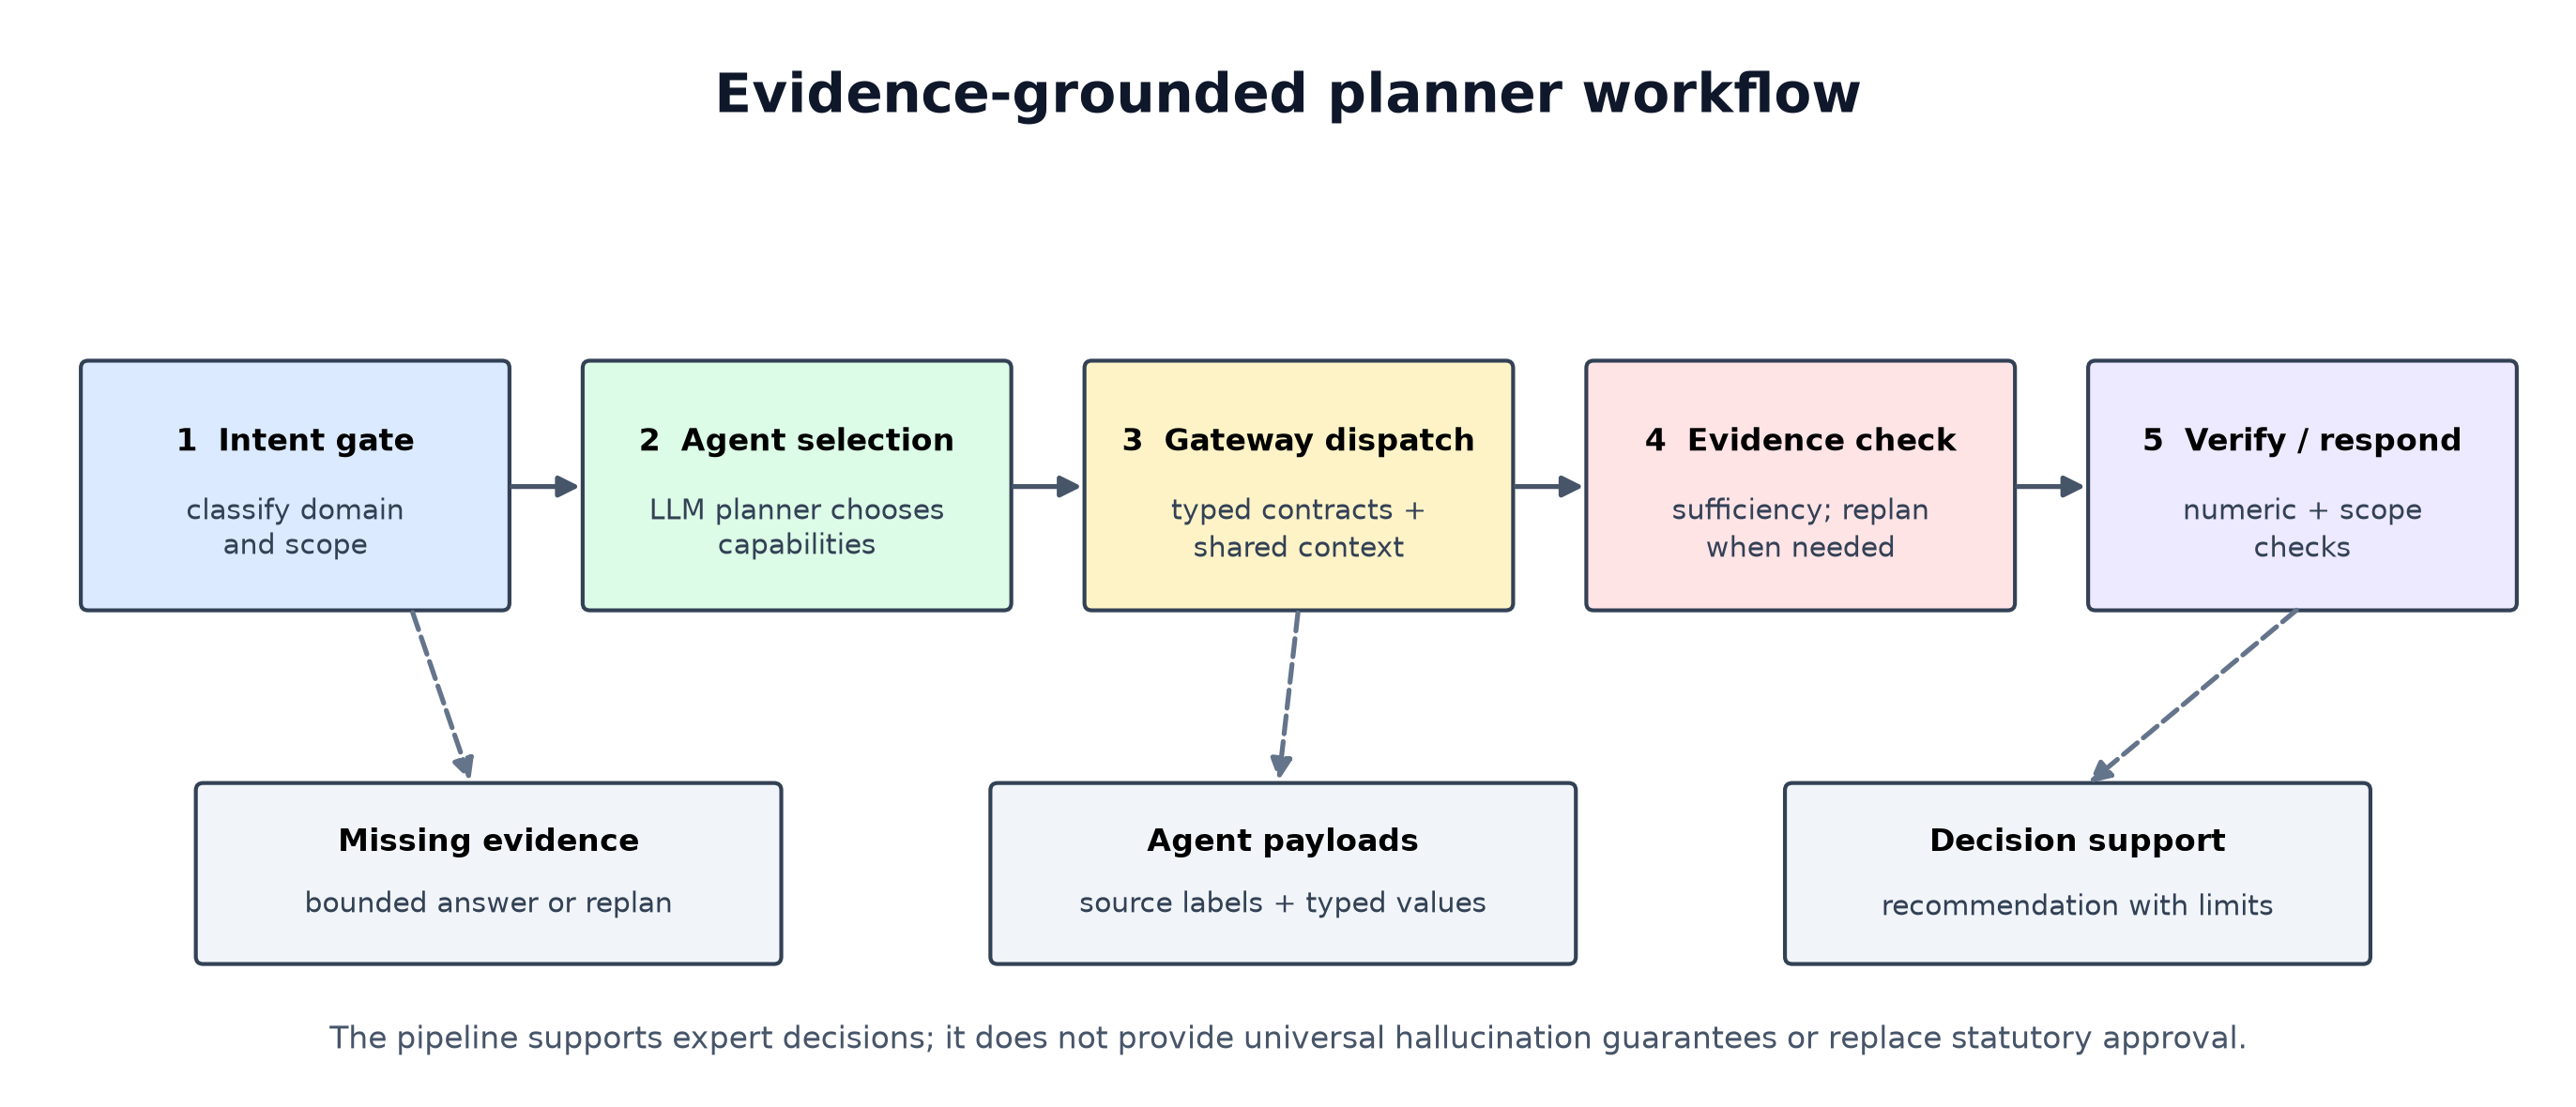 Evidence-grounded planner workflow
1 Intent gate
classify domain
and scope
2 Agent selection
LLM planner chooses
capabilities
3 Gateway dispatch
typed contracts +
shared context
4 Evidence check
sufficiency; replan
when needed
5 Verify / respond
numeric + scope
checks
Missing evidence
bounded answer or replan
Agent payloads
source labels + typed values
Decision support
recommendation with limits
The pipeline supports expert decisions; it does not provide universal hallucination guarantees or replace statutory approval.